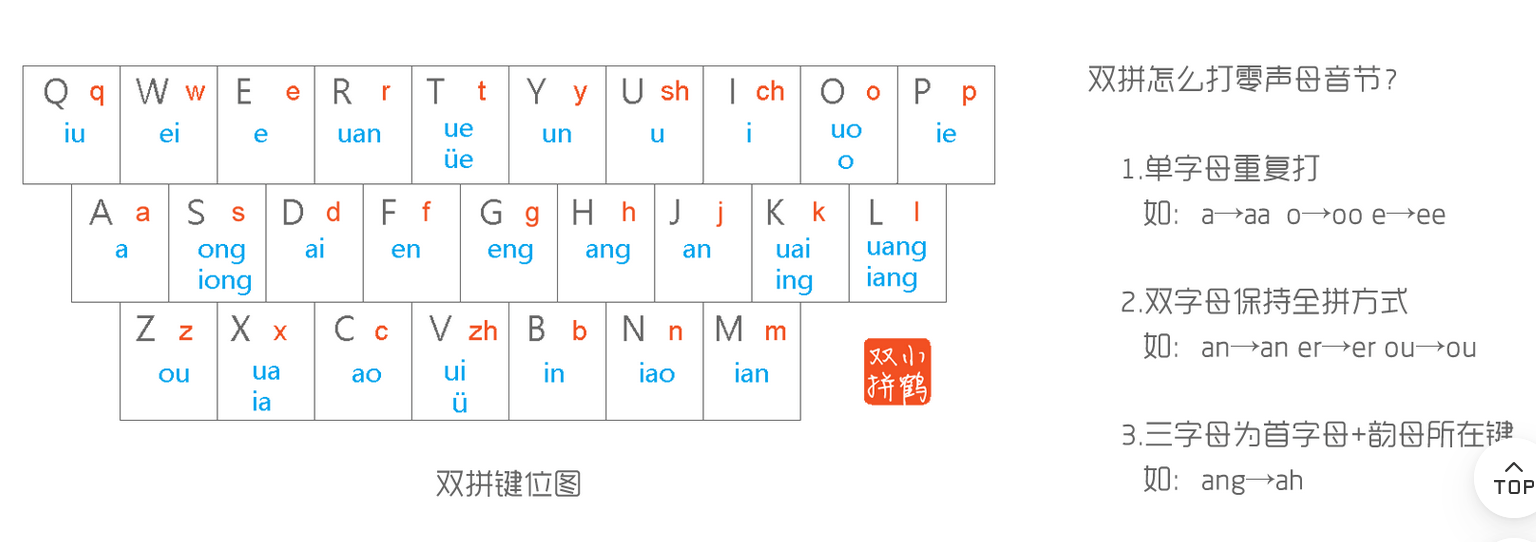 Q q W w E e R r T t Y y U sh I ch O o P p
iu ei e uan ue un u i uo ie
üe o
A a S s D d F f G g H h J j K k L l
a ong ai en eng ang an uai uang
iong ing iang
Z z X x C c V zh B b N n M m
ou ua ao ui in iao ian
ia ü
双小
拼鹤
双拼键位图
双拼怎么打零声母音节?
1.单字母重复打
如: a→aa o→oo e→ee
2.双字母保持全拼方式
如: an→an er→er ou→ou
3.三字母为首字母+韵母所在键
如: ang→ah
TOP